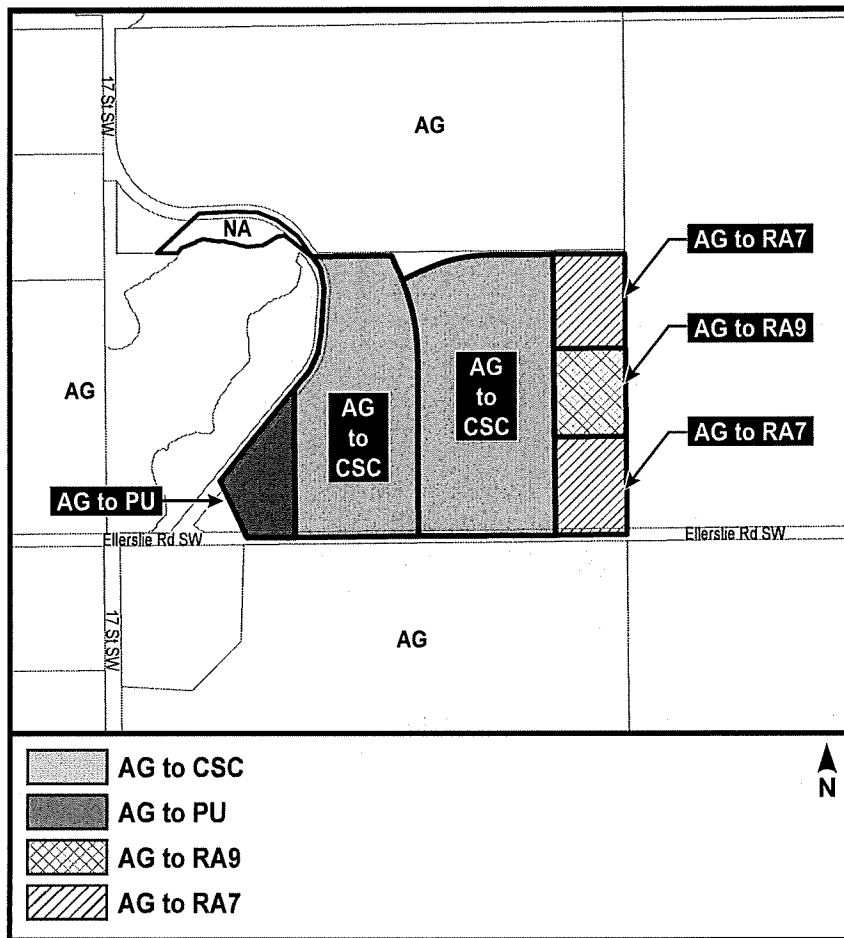 17 St SW
AG
NA
AG to RA7
AG to RA9
AG
AG
to
CSC
AG
to
CSC
AG to RA7
AG to PU
Ellerslie Rd SW
Ellerslie Rd SW
17 St SW
AG
AG to CSC
AG to PU
AG to RA9
AG to RA7
N